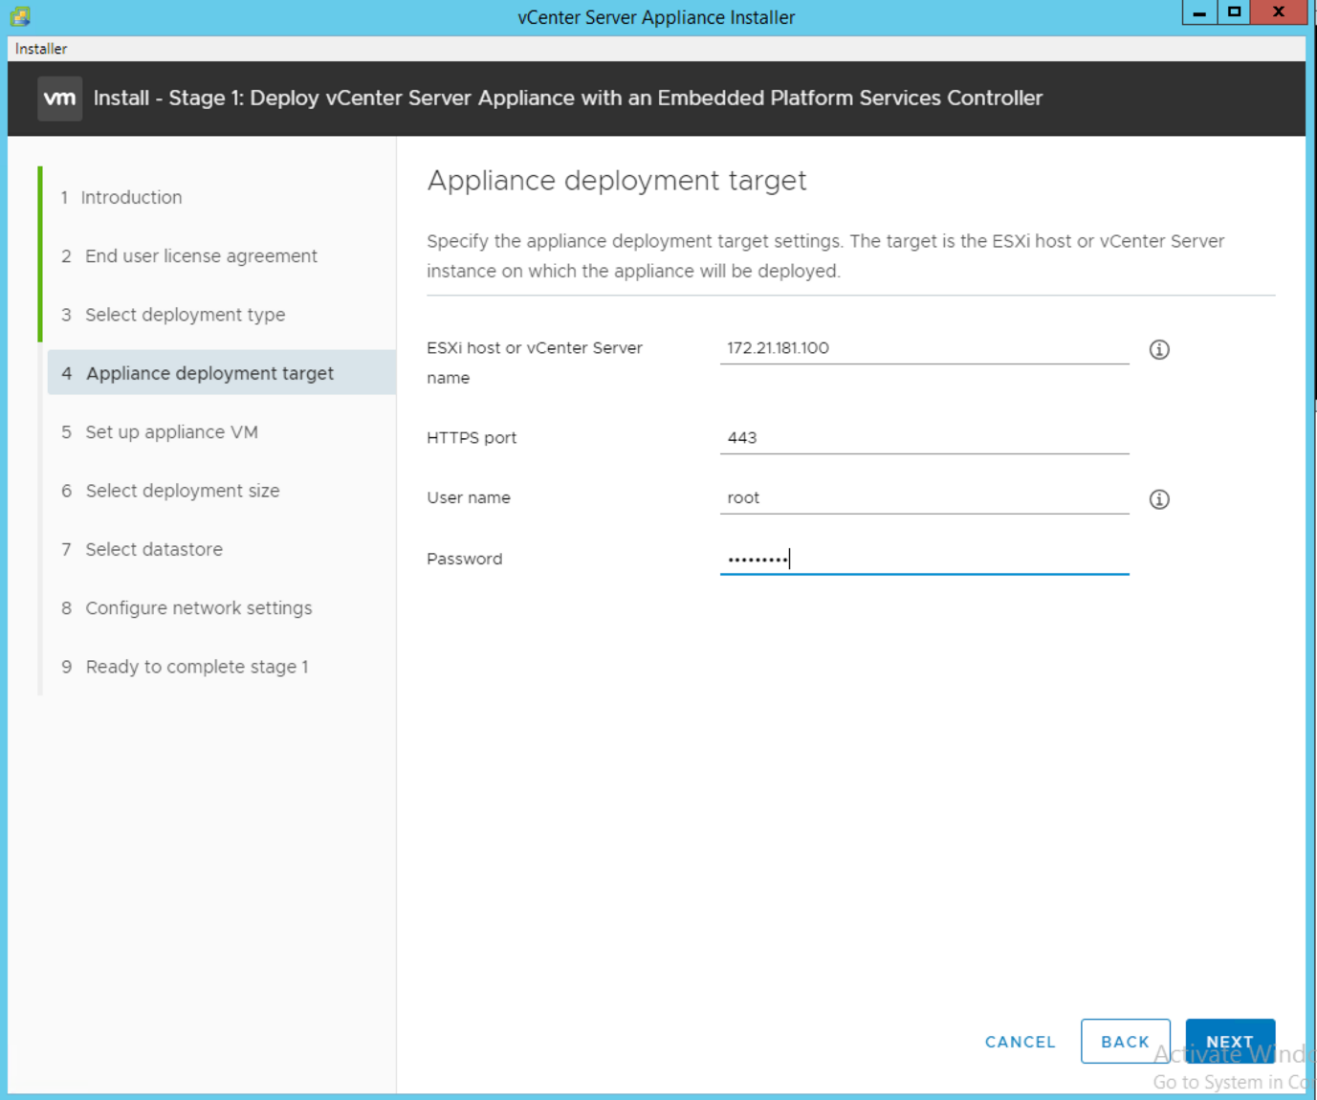 vCenter Server Appliance Installer
Installer
vm Install - Stage 1: Deploy vCenter Server Appliance with an Embedded Platform Services Controller
1 Introduction
2 End user license agreement
3 Select deployment type
4 Appliance deployment target
5 Set up appliance VM
6 Select deployment size
7 Select datastore
8 Configure network settings
9 Ready to complete stage 1
Appliance deployment target
Specify the appliance deployment target settings. The target is the ESXi host or vCenter Server
instance on which the appliance will be deployed.
ESXi host or vCenter Server
name
172.21.181.100
HTTPS port
443
User name
root
Password
•••••••••
CANCEL
BACK
NEXT
Activate Windo
Go to System in Co